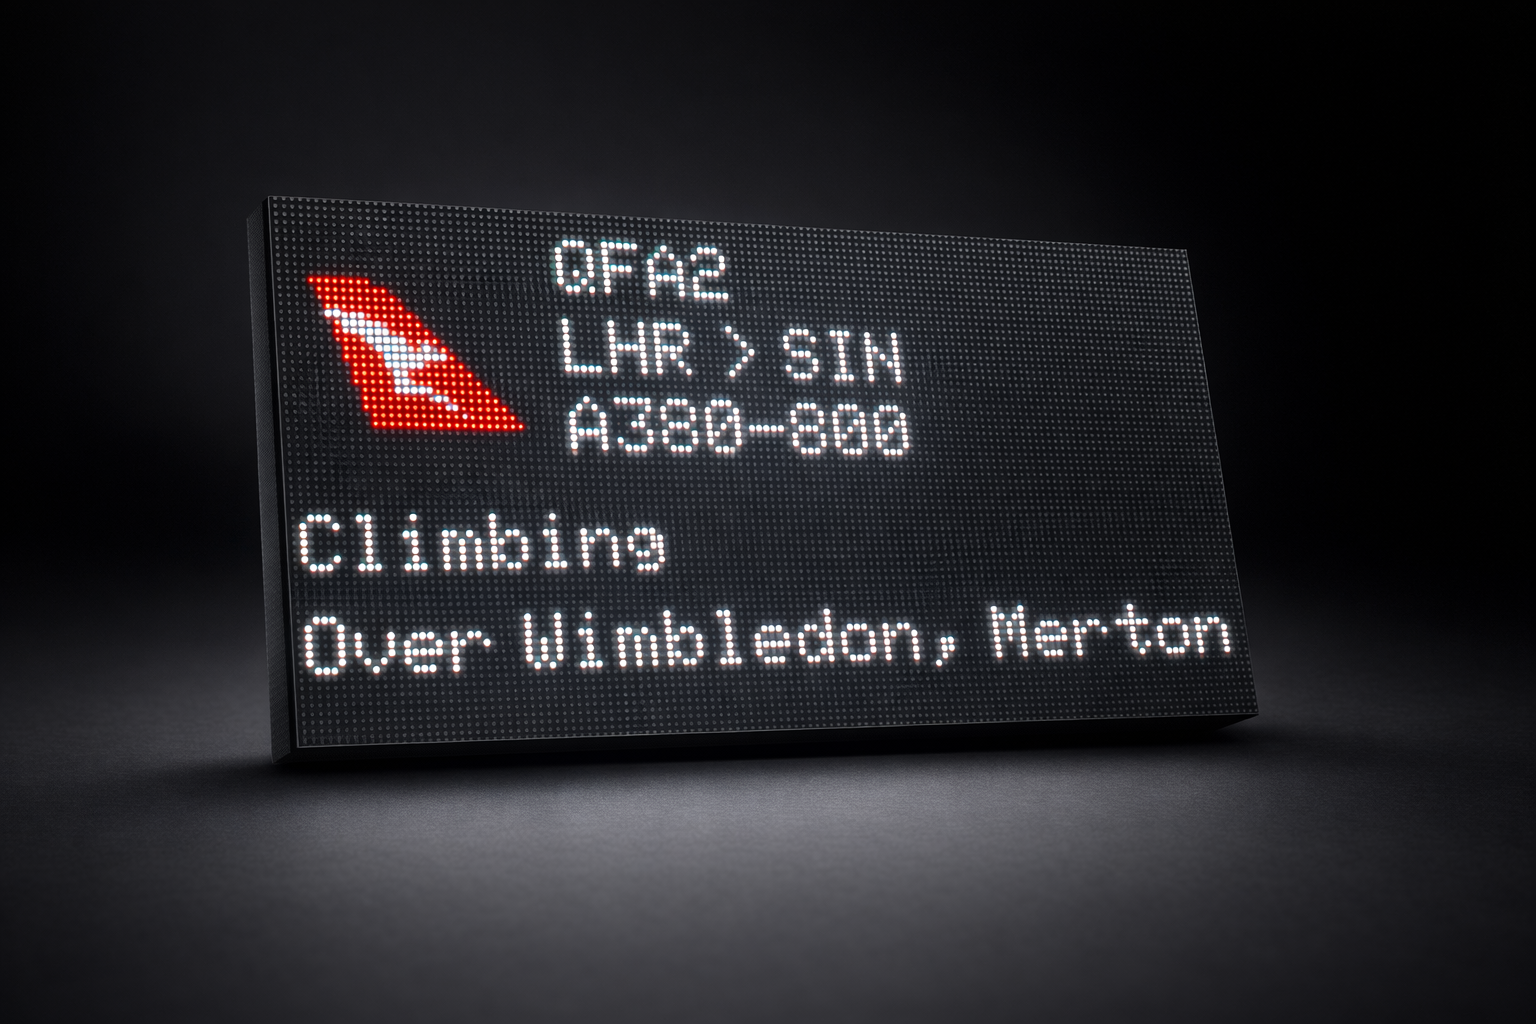 QFA2
LHR > SIN
A380-800
Climbing
Over Wimbledon, Merton